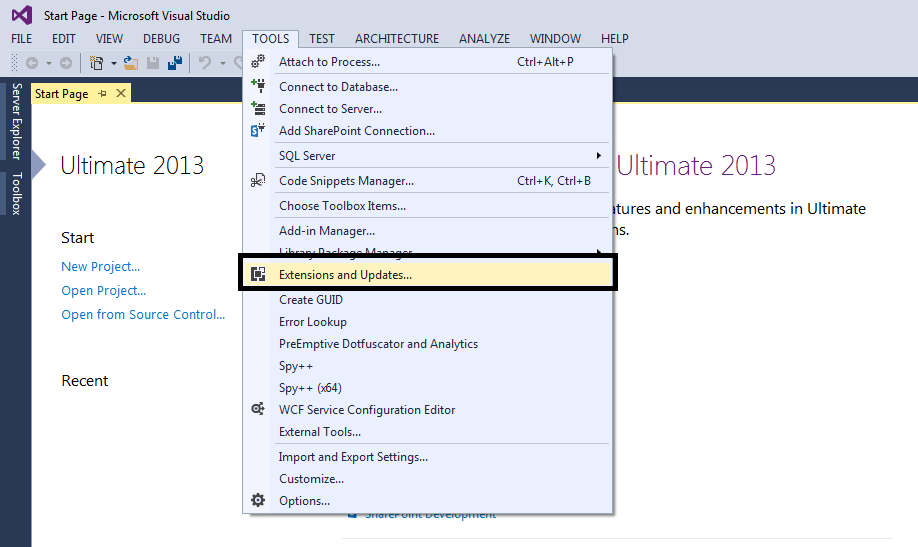 Start Page - Microsoft Visual Studio
FILE EDIT VIEW DEBUG TEAM TOOLS TEST ARCHITECTURE ANALYZE WINDOW HELP
Start Page
Server Explorer
Toolbox
Ultimate 2013
Start
New Project...
Open Project...
Open from Source Control...
Recent
Attach to Process... Ctrl+Alt+P
Connect to Database...
Connect to Server...
Add SharePoint Connection...
SQL Server
Code Snippets Manager... Ctrl+K, Ctrl+B
Choose Toolbox Items...
Add-in Manager...
Library Package Manager
Extensions and Updates...
Create GUID
Error Lookup
PreEmptive Dotfuscator and Analytics
Spy++
Spy++ (x64)
WCF Service Configuration Editor
External Tools...
Import and Export Settings...
Customize...
Options...
Ultimate 2013
atures and enhancements in Ultimate
ns.
SharePoint Development